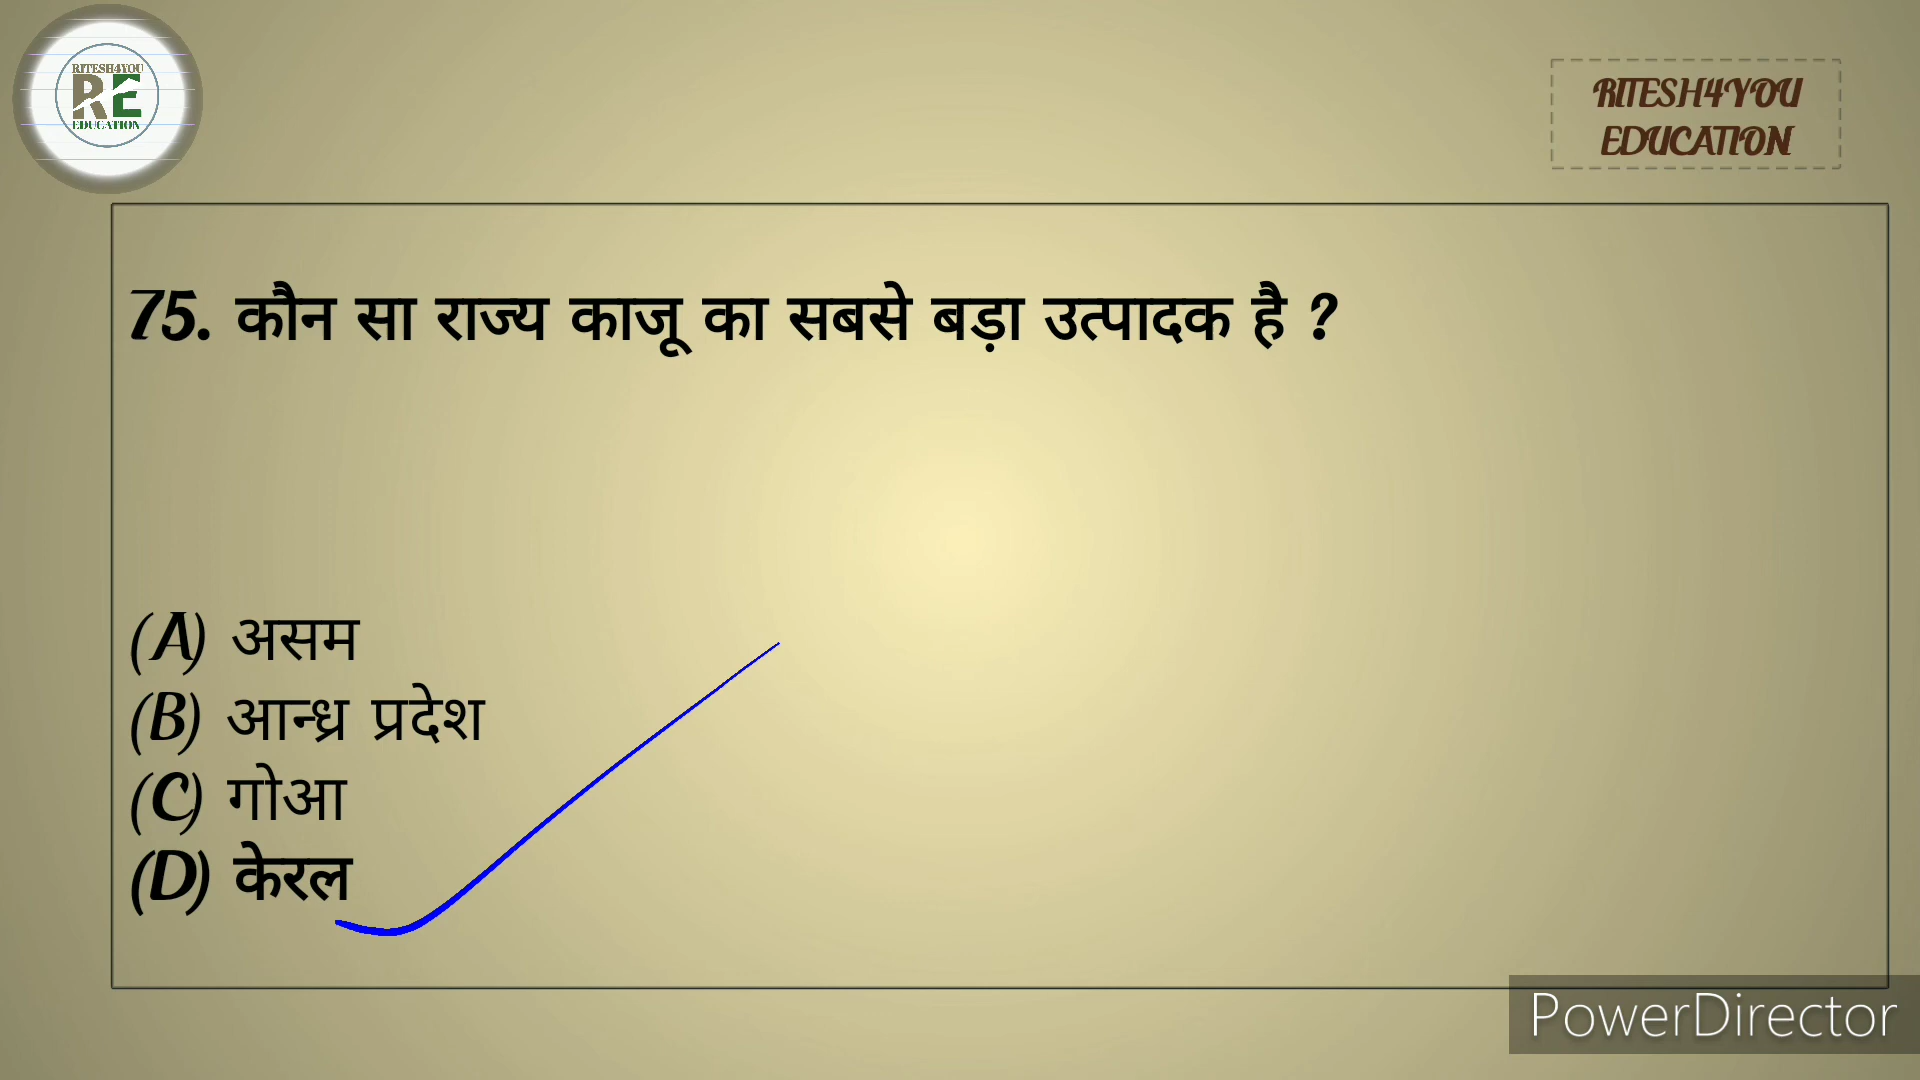 RITESH4YOU
RE
EDUCATION
RITESH4YOU
EDUCATION
75. कौन सा राज्य काजू का सबसे बड़ा उत्पादक है ?
(A) असम
(B) आन्ध्र प्रदेश
(C) गोआ
(D) केरल
PowerDirector